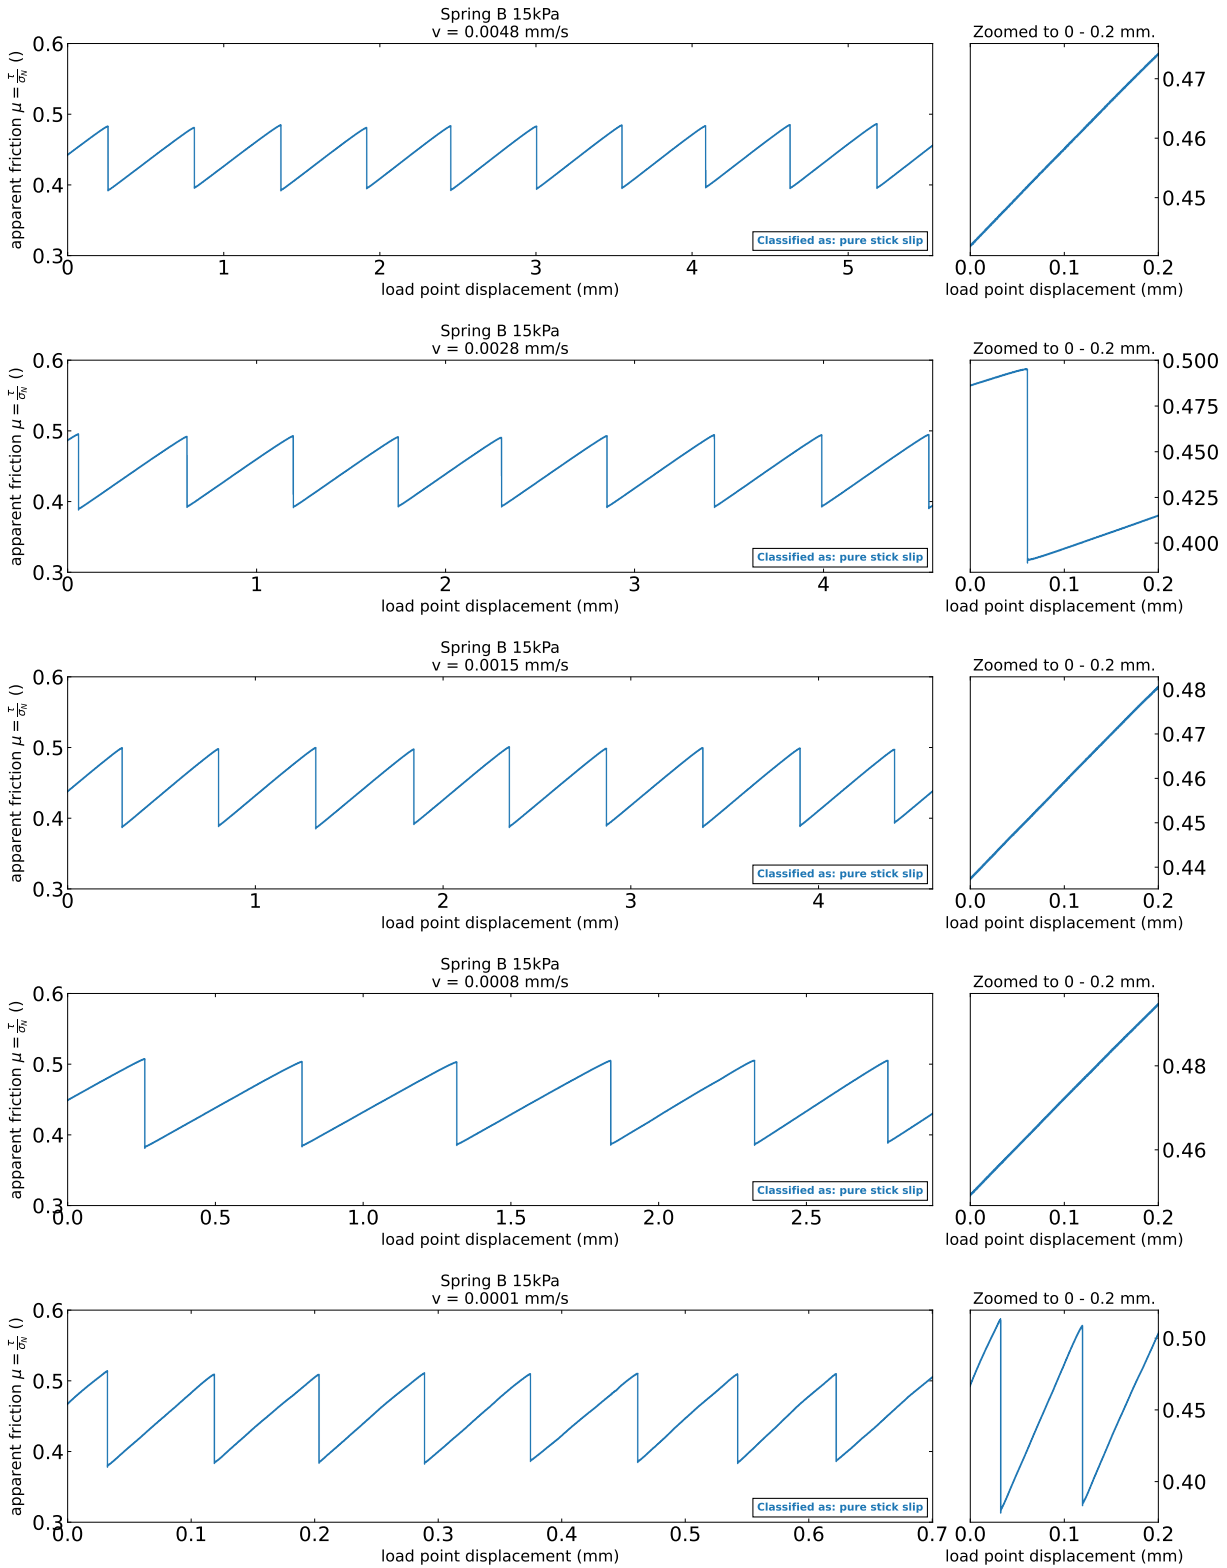 Spring B 15kPa
v = 0.0048 mm/s
Zoomed to 0 - 0.2 mm.
apparent friction μ = τ/σ_N ()
0.6
0.5
0.4
0.3
0 1 2 3 4 5
load point displacement (mm)
Classified as: pure stick slip
0.47
0.46
0.45
0.0 0.1 0.2
load point displacement (mm)
Spring B 15kPa
v = 0.0028 mm/s
Zoomed to 0 - 0.2 mm.
apparent friction μ = τ/σ_N ()
0.6
0.5
0.4
0.3
0 1 2 3 4
load point displacement (mm)
Classified as: pure stick slip
0.500
0.475
0.450
0.425
0.400
0.0 0.1 0.2
load point displacement (mm)
Spring B 15kPa
v = 0.0015 mm/s
Zoomed to 0 - 0.2 mm.
apparent friction μ = τ/σ_N ()
0.6
0.5
0.4
0.3
0 1 2 3 4
load point displacement (mm)
Classified as: pure stick slip
0.48
0.47
0.46
0.45
0.44
0.0 0.1 0.2
load point displacement (mm)
Spring B 15kPa
v = 0.0008 mm/s
Zoomed to 0 - 0.2 mm.
apparent friction μ = τ/σ_N ()
0.6
0.5
0.4
0.3
0.0 0.5 1.0 1.5 2.0 2.5
load point displacement (mm)
Classified as: pure stick slip
0.48
0.46
0.0 0.1 0.2
load point displacement (mm)
Spring B 15kPa
v = 0.0001 mm/s
Zoomed to 0 - 0.2 mm.
apparent friction μ = τ/σ_N ()
0.6
0.5
0.4
0.3
0.0 0.1 0.2 0.3 0.4 0.5 0.6 0.7
load point displacement (mm)
Classified as: pure stick slip
0.50
0.45
0.40
0.0 0.1 0.2
load point displacement (mm)